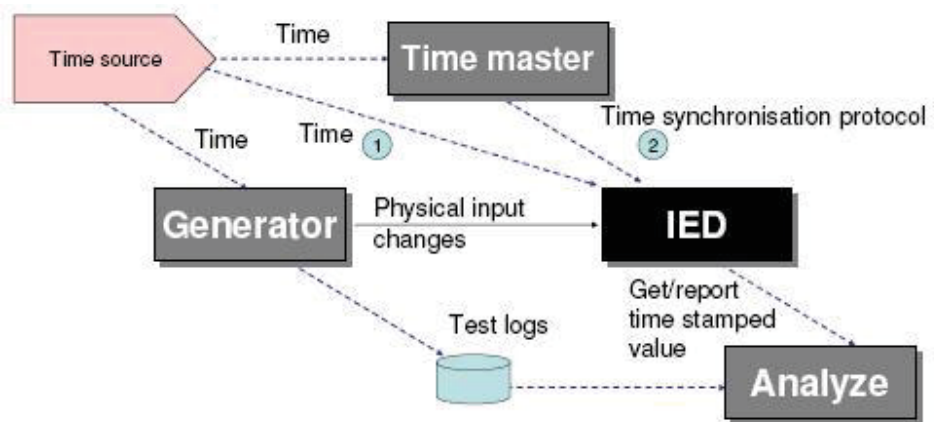 Time source
Time
Time master
Time
Time
1
Time synchronisation protocol
2
Generator
Physical input
changes
IED
Test logs
Get/report
time stamped
value
Analyze